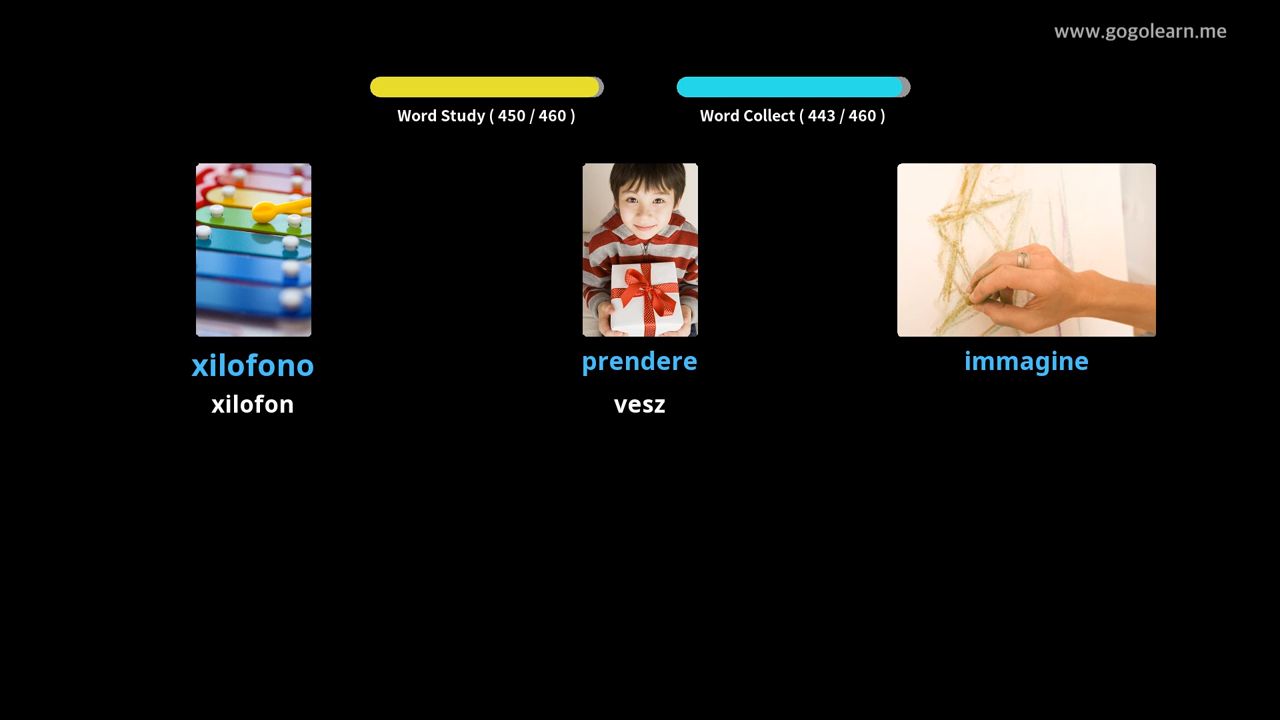 www.gogolearn.me
Word Study ( 450 / 460 )
Word Collect ( 443 / 460 )
xilofono
prendere
immagine
xilofon
vesz